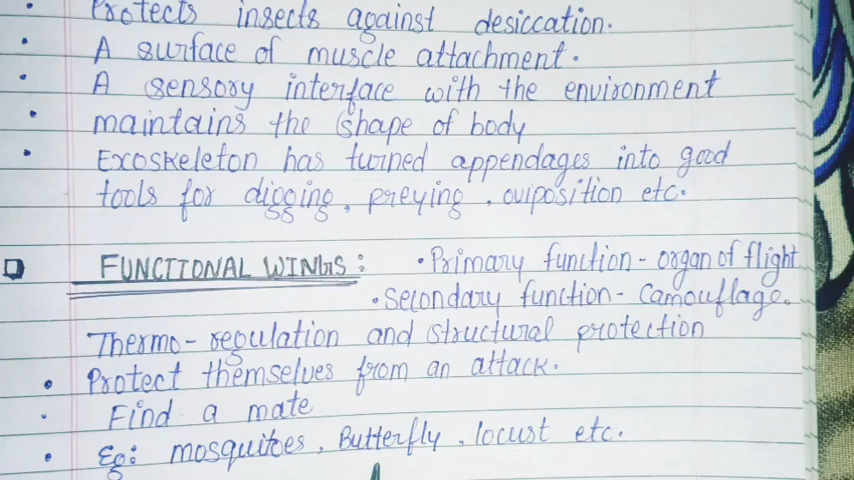 Protects insects against desiccation.
A surface of muscle attachment.
A sensory interface with the environment
maintains the shape of body
Exoskeleton has turned appendages into good
tools for digging, preying, oviposition etc.
FUNCTIONAL WINGS: • Primary function - organ of flight
• Secondary function - Camouflage,
Thermo-regulation and structural protection
• Protect themselves from an attack.
• Find a mate
• Eg: mosquitoes, Butterfly, locust etc.